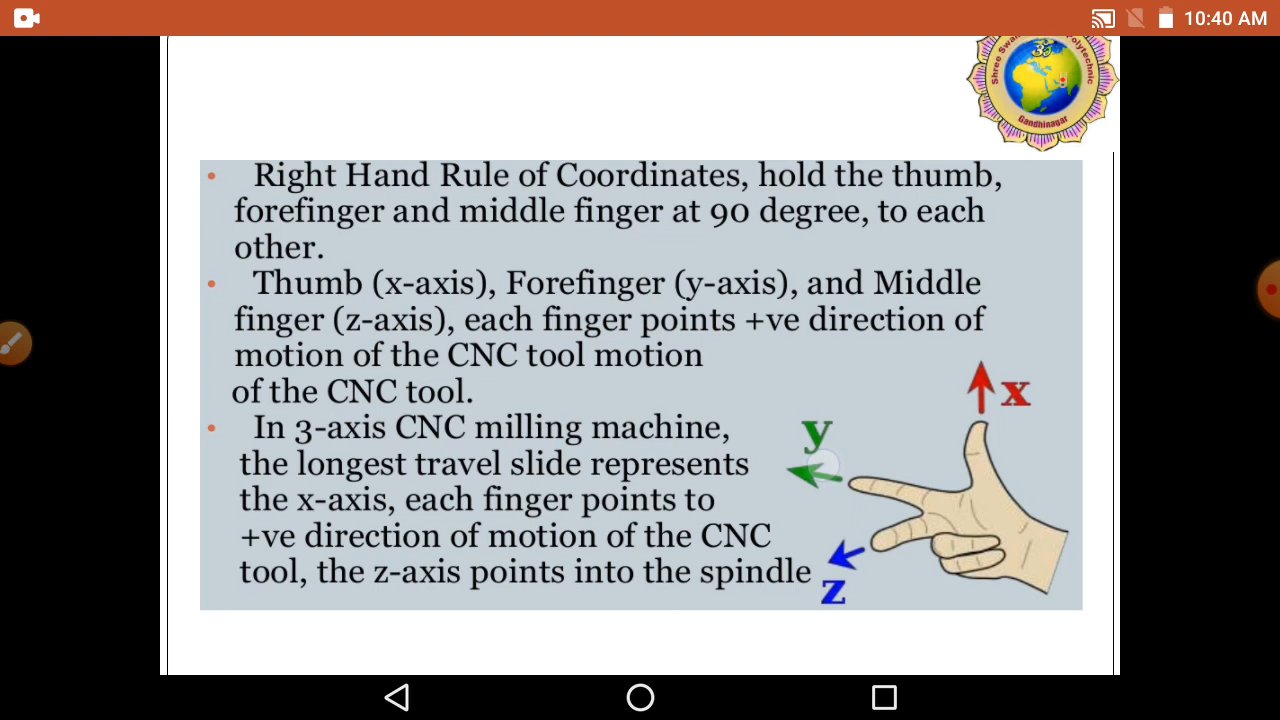 10:40 AM
Shree Swam Polytechnic
Gandhinagar
• Right Hand Rule of Coordinates, hold the thumb,
forefinger and middle finger at 90 degree, to each
other.
• Thumb (x-axis), Forefinger (y-axis), and Middle
finger (z-axis), each finger points +ve direction of
motion of the CNC tool motion
of the CNC tool.
• In 3-axis CNC milling machine,
the longest travel slide represents
the x-axis, each finger points to
+ve direction of motion of the CNC
tool, the z-axis points into the spindle
x
y
z